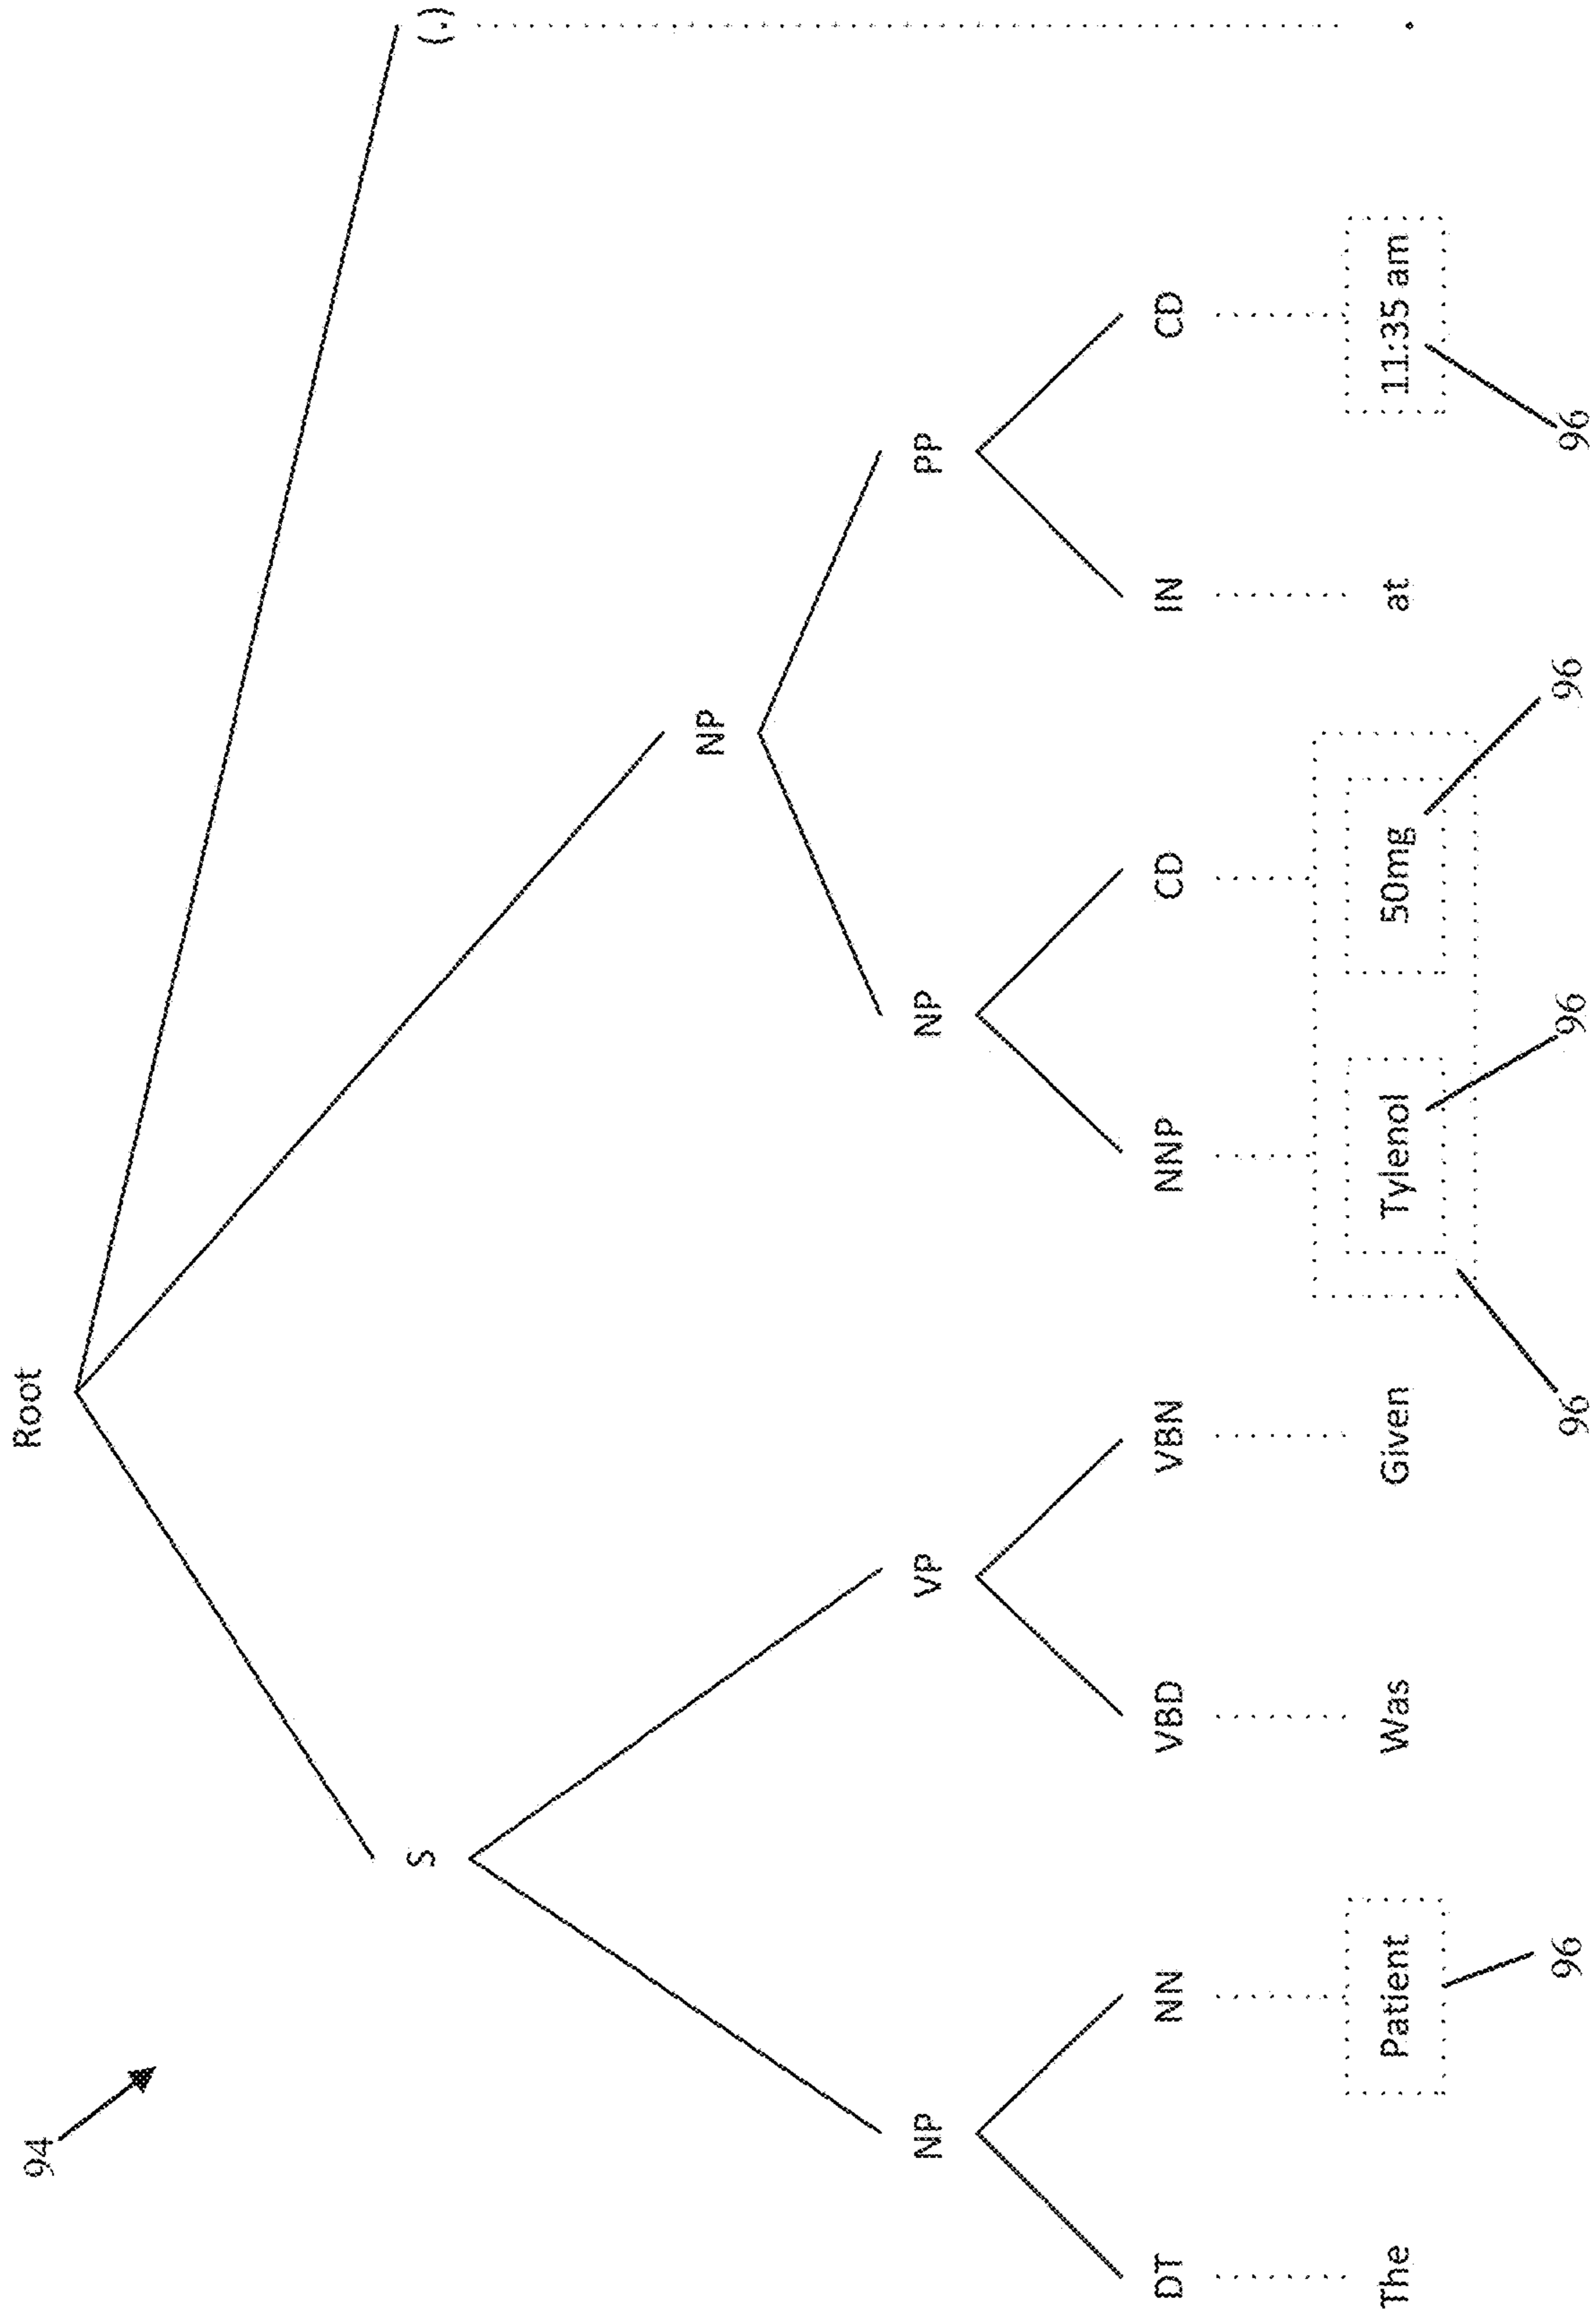 94
Root
S
(.)
NP
NP VP NP PP
DT NN VBD VBN NNP CD IN CD
The Patient Was Given Tylenol 50mg at 11:35 am .
96 96 96 96 96